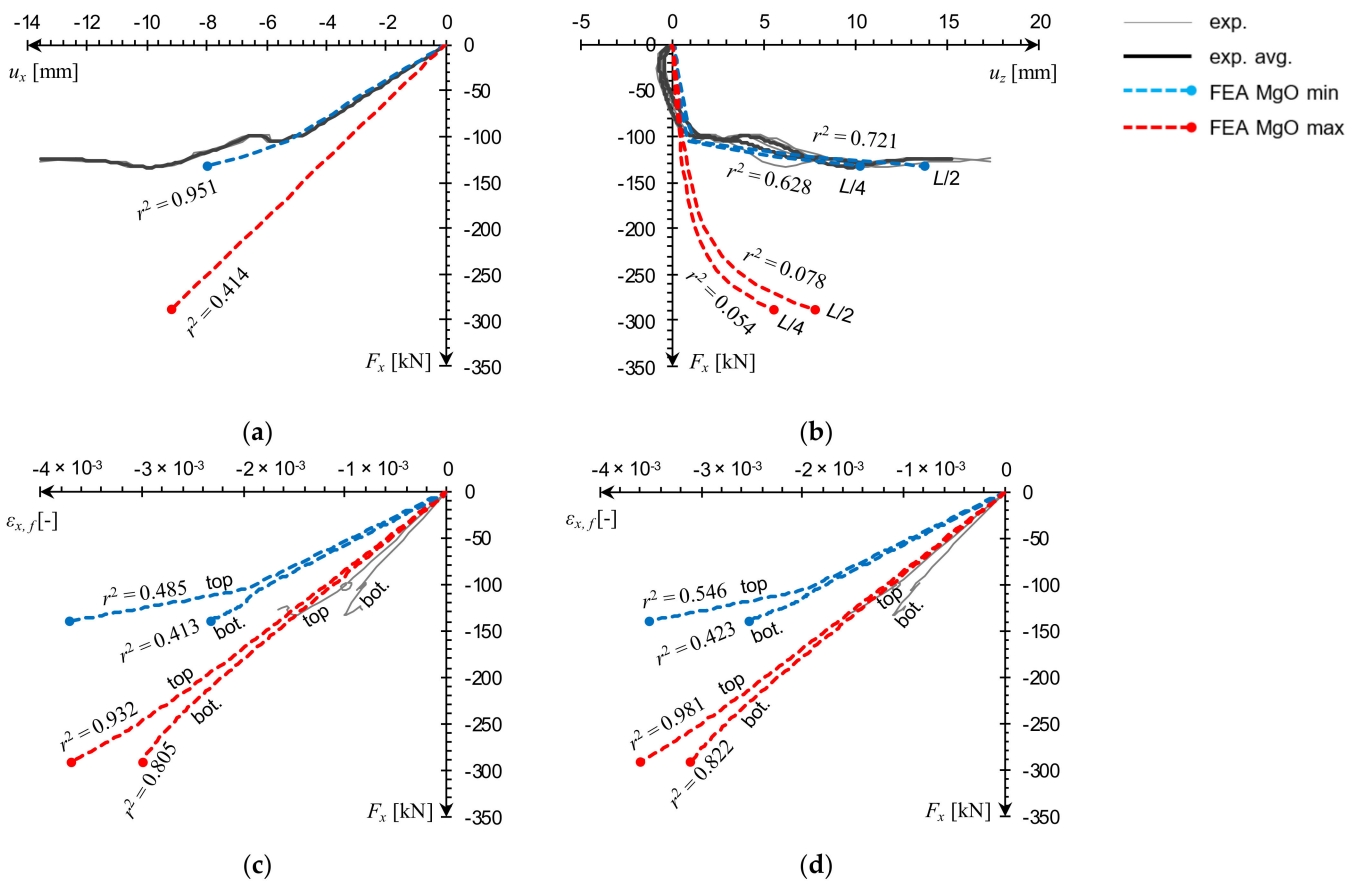 -14 -12 -10 -8 -6 -4 -2 0
u_x [mm]
0
-50
-100
-150
-200
-250
-300
-350
r² = 0.951
r² = 0.414
F_x [kN]
(a)
-5 0 5 10 15 20
u_z [mm]
0
-50
-100
-150
-200
-250
-300
-350
r² = 0.721
r² = 0.628
L/4
L/2
r² = 0.078
r² = 0.054
L/4
L/2
F_x [kN]
(b)
exp.
exp. avg.
FEA MgO min
FEA MgO max
-4 × 10⁻³ -3 × 10⁻³ -2 × 10⁻³ -1 × 10⁻³ 0
ε_x, f[-]
0
-50
-100
-150
-200
-250
-300
-350
r² = 0.485
top
r² = 0.413
bot.
top
bot.
r² = 0.932
top
r² = 0.805
bot.
F_x [kN]
(c)
-4 × 10⁻³ -3 × 10⁻³ -2 × 10⁻³ -1 × 10⁻³ 0
ε_x, f[-]
0
-50
-100
-150
-200
-250
-300
-350
r² = 0.546
top
r² = 0.423
bot.
top
bot.
r² = 0.981
top
r² = 0.822
bot.
F_x [kN]
(d)